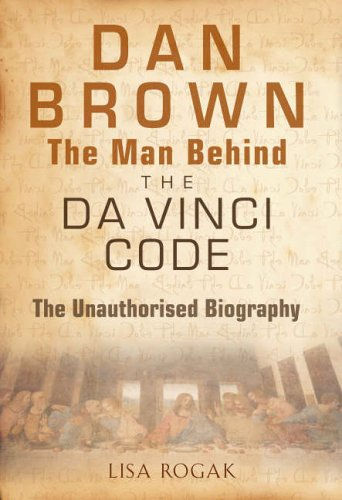 DAN
BROWN
The Man Behind
THE
DA VINCI
CODE
The Unauthorised Biography
LISA ROGAK